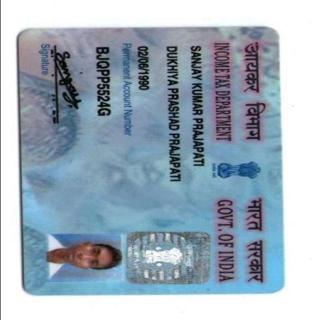 आयकर विभाग
भारत सरकार
INCOME TAX DEPARTMENT
GOVT. OF INDIA
SANJAY KUMAR PRAJAPATI
DUKHIYA PRASHAD PRAJAPATI
02/06/1990
Permanent Account Number
BJQPP5524G
Signature